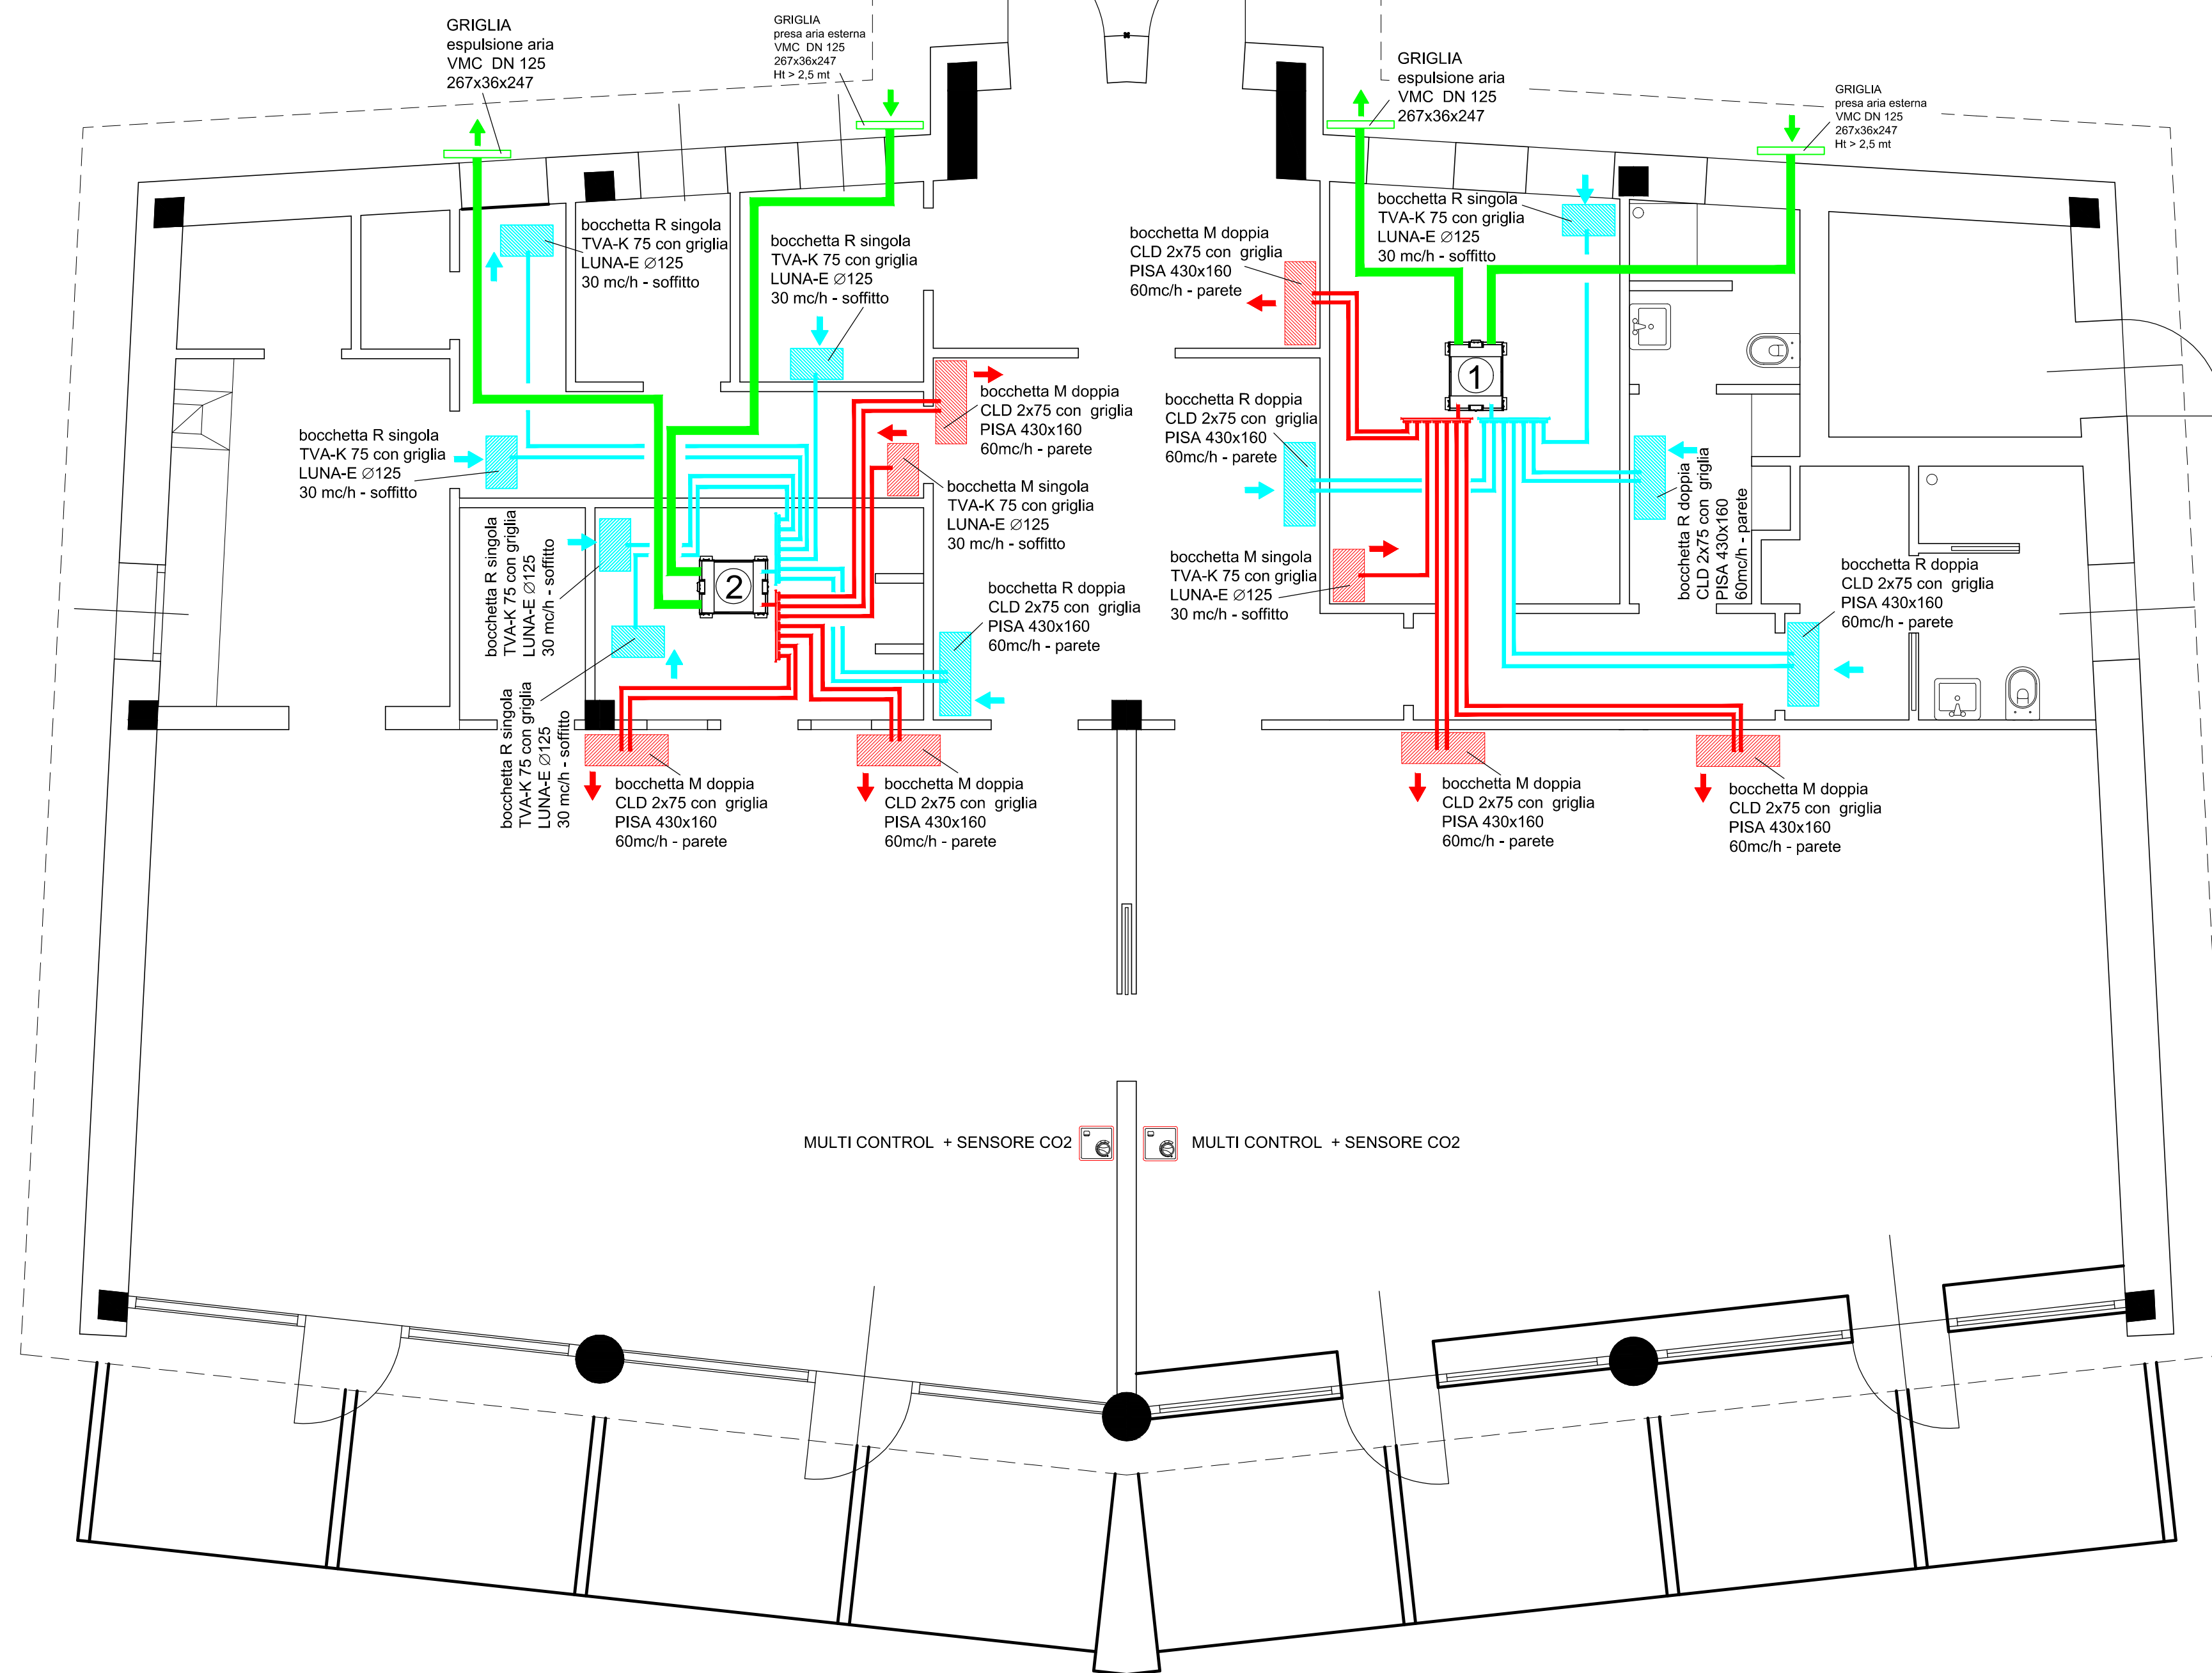 GRIGLIA
espulsione aria
VMC  DN 125
267x36x247
GRIGLIA
presa aria esterna
VMC  DN 125
267x36x247
Ht > 2,5 mt
GRIGLIA
espulsione aria
VMC  DN 125
267x36x247
GRIGLIA
presa aria esterna
VMC DN 125
267x36x247
Ht > 2,5 mt
bocchetta R singola
TVA-K 75 con griglia
LUNA-E ∅125
30 mc/h - soffitto
bocchetta R singola
TVA-K 75 con griglia
LUNA-E ∅125
30 mc/h - soffitto
bocchetta M doppia
CLD 2x75 con  griglia
PISA 430x160
60mc/h - parete
bocchetta R singola
TVA-K 75 con griglia
LUNA-E ∅125
30 mc/h - soffitto
bocchetta R singola
TVA-K 75 con griglia
LUNA-E ∅125
30 mc/h - soffitto
bocchetta M doppia
CLD 2x75 con  griglia
PISA 430x160
60mc/h - parete
bocchetta R doppia
CLD 2x75 con  griglia
PISA 430x160
60mc/h - parete
1
bocchetta M singola
TVA-K 75 con griglia
LUNA-E ∅125
30 mc/h - soffitto
bocchetta R doppia
CLD 2x75 con  griglia
PISA 430x160
60mc/h - parete
bocchetta R singola
TVA-K 75 con griglia
LUNA-E ∅125
30 mc/h - soffitto
2
bocchetta R doppia
CLD 2x75 con  griglia
PISA 430x160
60mc/h - parete
bocchetta M singola
TVA-K 75 con griglia
LUNA-E ∅125
30 mc/h - soffitto
bocchetta R doppia
CLD 2x75 con  griglia
PISA 430x160
60mc/h - parete
bocchetta R singola
TVA-K 75 con griglia
LUNA-E ∅125
30 mc/h - soffitto
bocchetta M doppia
CLD 2x75 con  griglia
PISA 430x160
60mc/h - parete
bocchetta M doppia
CLD 2x75 con  griglia
PISA 430x160
60mc/h - parete
bocchetta M doppia
CLD 2x75 con  griglia
PISA 430x160
60mc/h - parete
bocchetta M doppia
CLD 2x75 con  griglia
PISA 430x160
60mc/h - parete
MULTI CONTROL  + SENSORE CO2
MULTI CONTROL  + SENSORE CO2